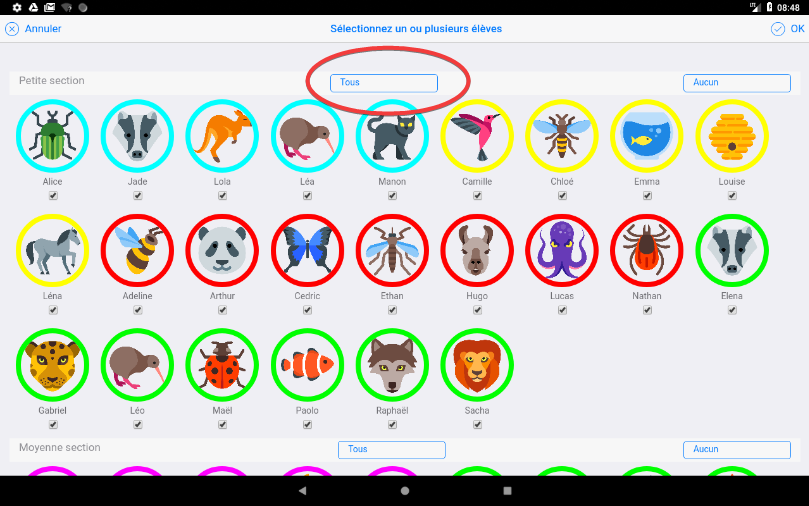 08:48
Annuler
Sélectionnez un ou plusieurs élèves
OK
Petite section
Tous
Aucun
Alice
Jade
Lola
Léa
Manon
Camille
Chloé
Emma
Louise
Léna
Adeline
Arthur
Cedric
Ethan
Hugo
Lucas
Nathan
Elena
Gabriel
Léo
Maël
Paolo
Raphaël
Sacha
Moyenne section
Tous
Aucun